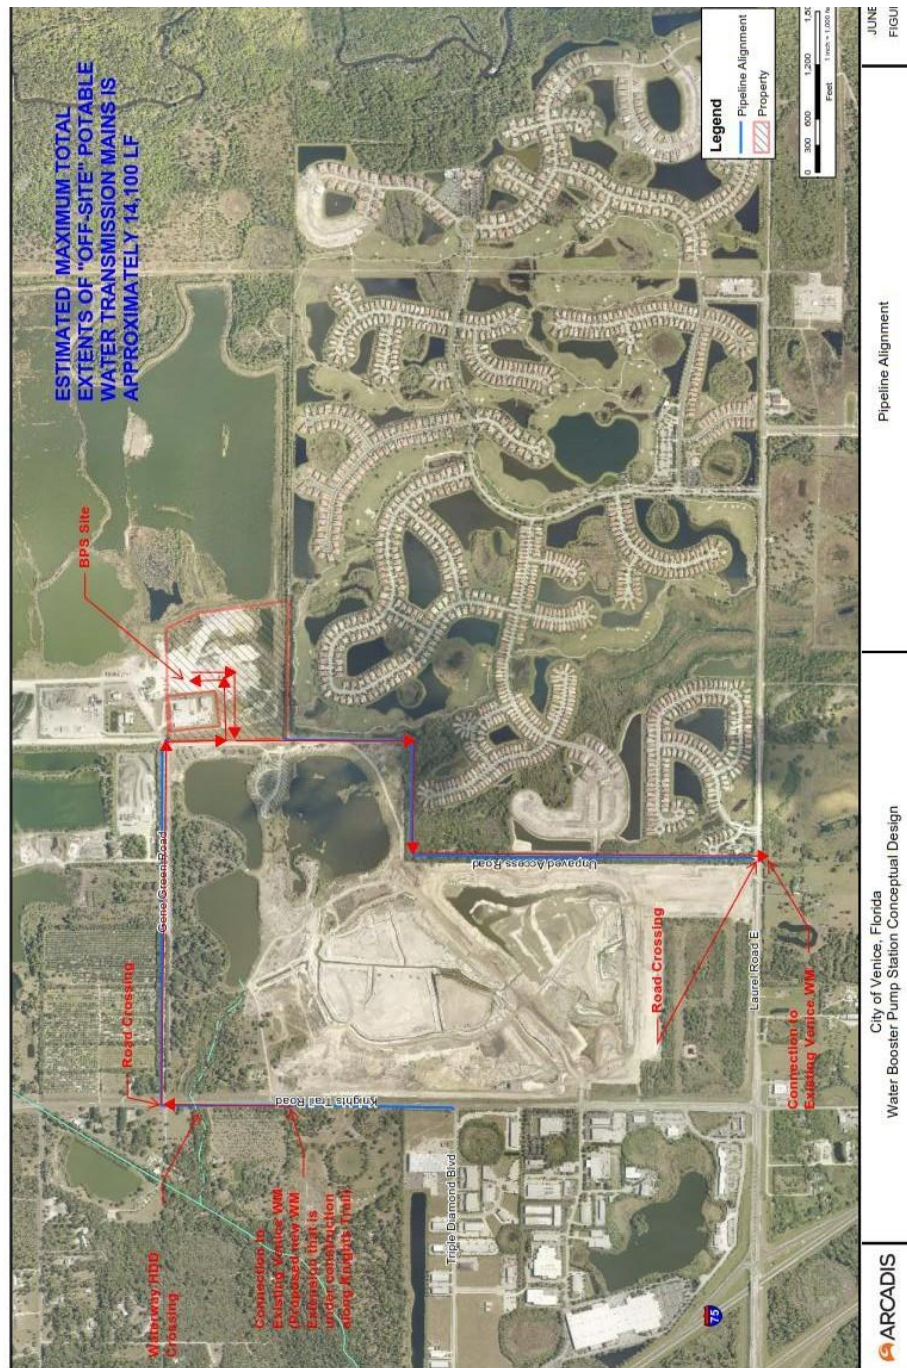 ESTIMATED MAXIMUM TOTAL
EXTENTS OF "OFF-SITE" POTABLE
WATER TRANSMISSION MAINS IS
APPROXIMATELY 14,100 LF
BPS Site
Gene Green Road
Road Crossing
Waterway/HDD
Crossing
Connection to
Existing Venice WM
(Proposed new WM
Extension that is
under construction
along Knights Trail)
Knights Trail Road
Triple Diamond Blvd
Unpaved Access Road
Road Crossing
Laurel Road E
Connection to
Existing Venice WM
75
Legend
Pipeline Alignment
Property
0 300 600 1,200
Feet
ARCADIS
City of Venice, Florida
Water Booster Pump Station Conceptual Design
Pipeline Alignment
JUNE
FIGU